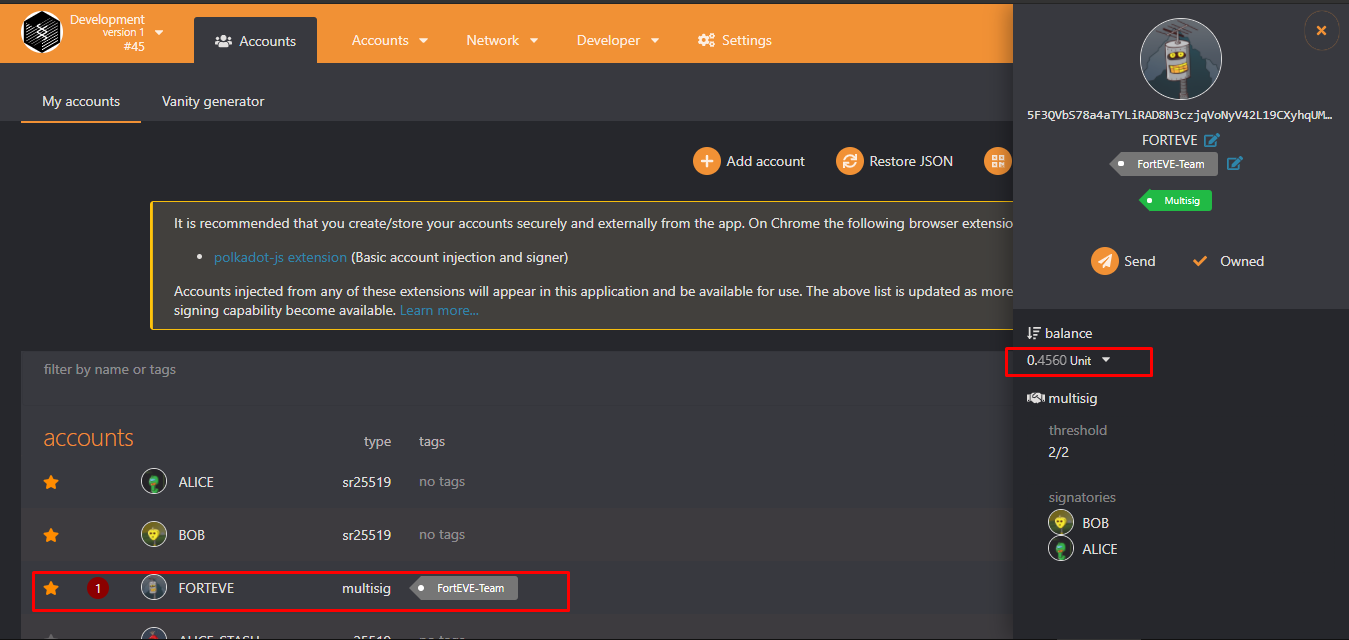 Development
version 1
#45
Accounts
Accounts
Network
Developer
Settings
My accounts
Vanity generator
Add account
Restore JSON
It is recommended that you create/store your accounts securely and externally from the app. On Chrome the following browser extensio
polkadot-js extension (Basic account injection and signer)
Accounts injected from any of these extensions will appear in this application and be available for use. The above list is updated as more
signing capability become available. Learn more...
filter by name or tags
accounts
type
tags
ALICE
sr25519
no tags
BOB
sr25519
no tags
1
FORTEVE
multisig
FortEVE-Team
ALICE_STASH
sr25519
no tags
5F3QVbS78a4aTYLiRAD8N3czjqVoNyV42L19CXyhqUM…
FORTEVE
FortEVE-Team
Multisig
Send
Owned
balance
0.4560 Unit
multisig
threshold
2/2
signatories
BOB
ALICE